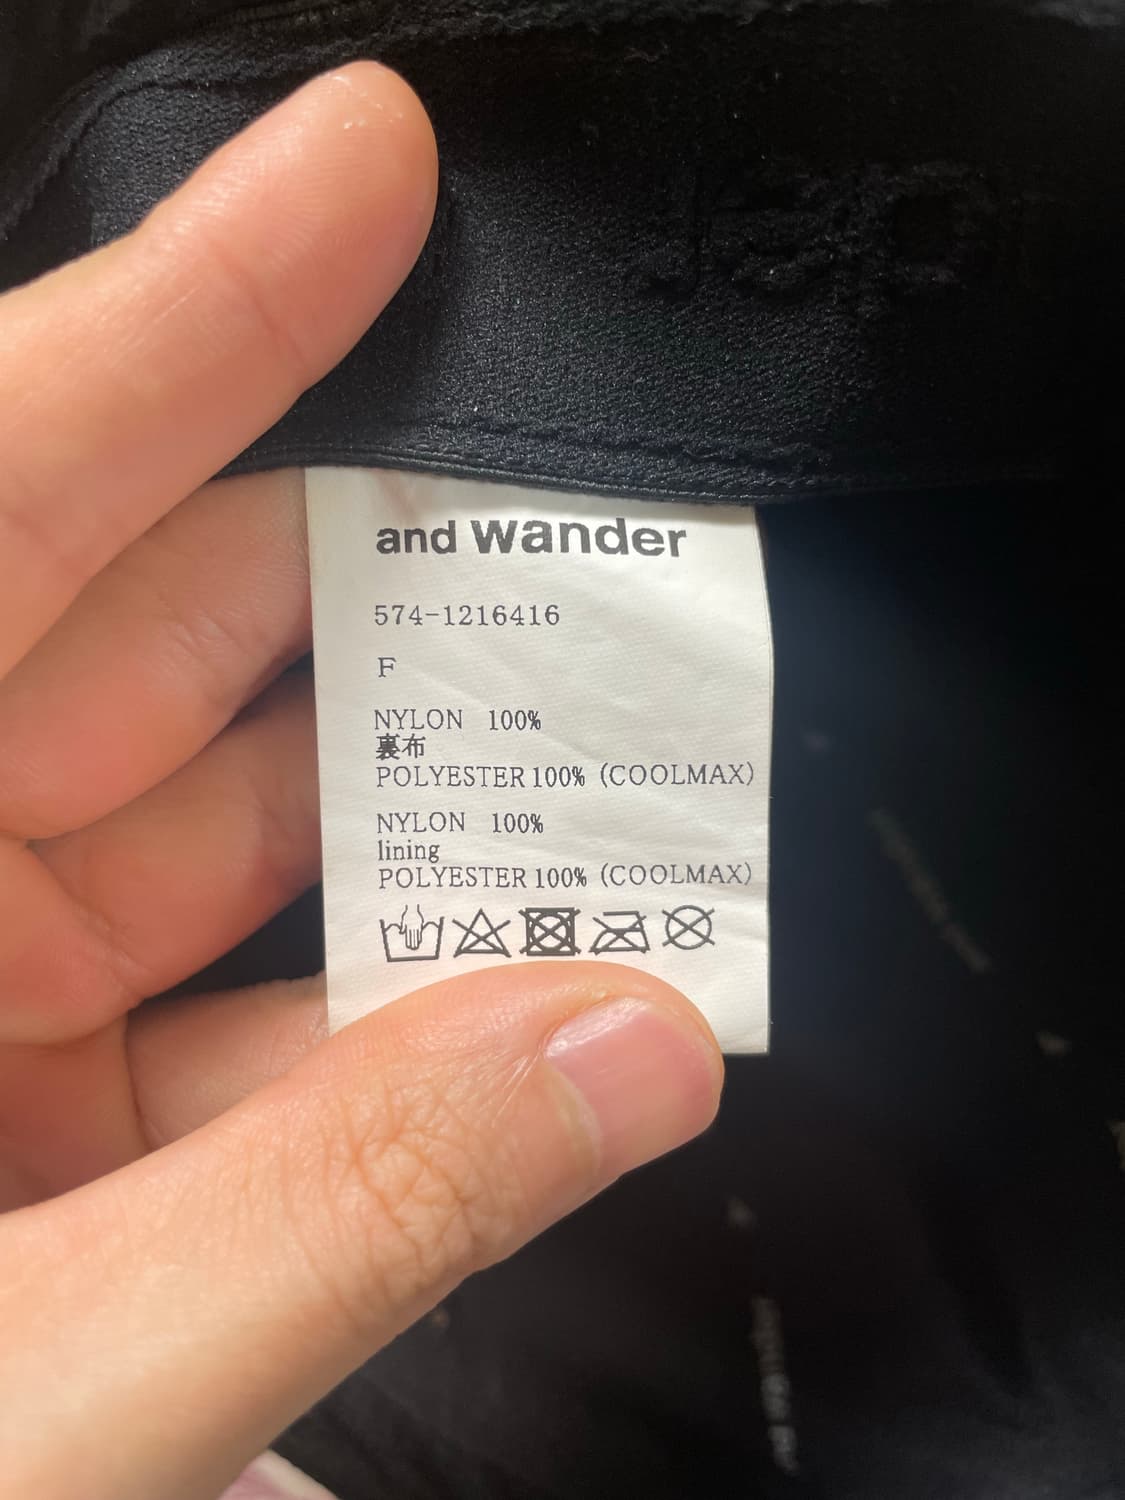 and wander
574-1216416
F
NYLON 100%
裏布
POLYESTER 100% (COOLMAX)
NYLON 100%
lining
POLYESTER 100% (COOLMAX)